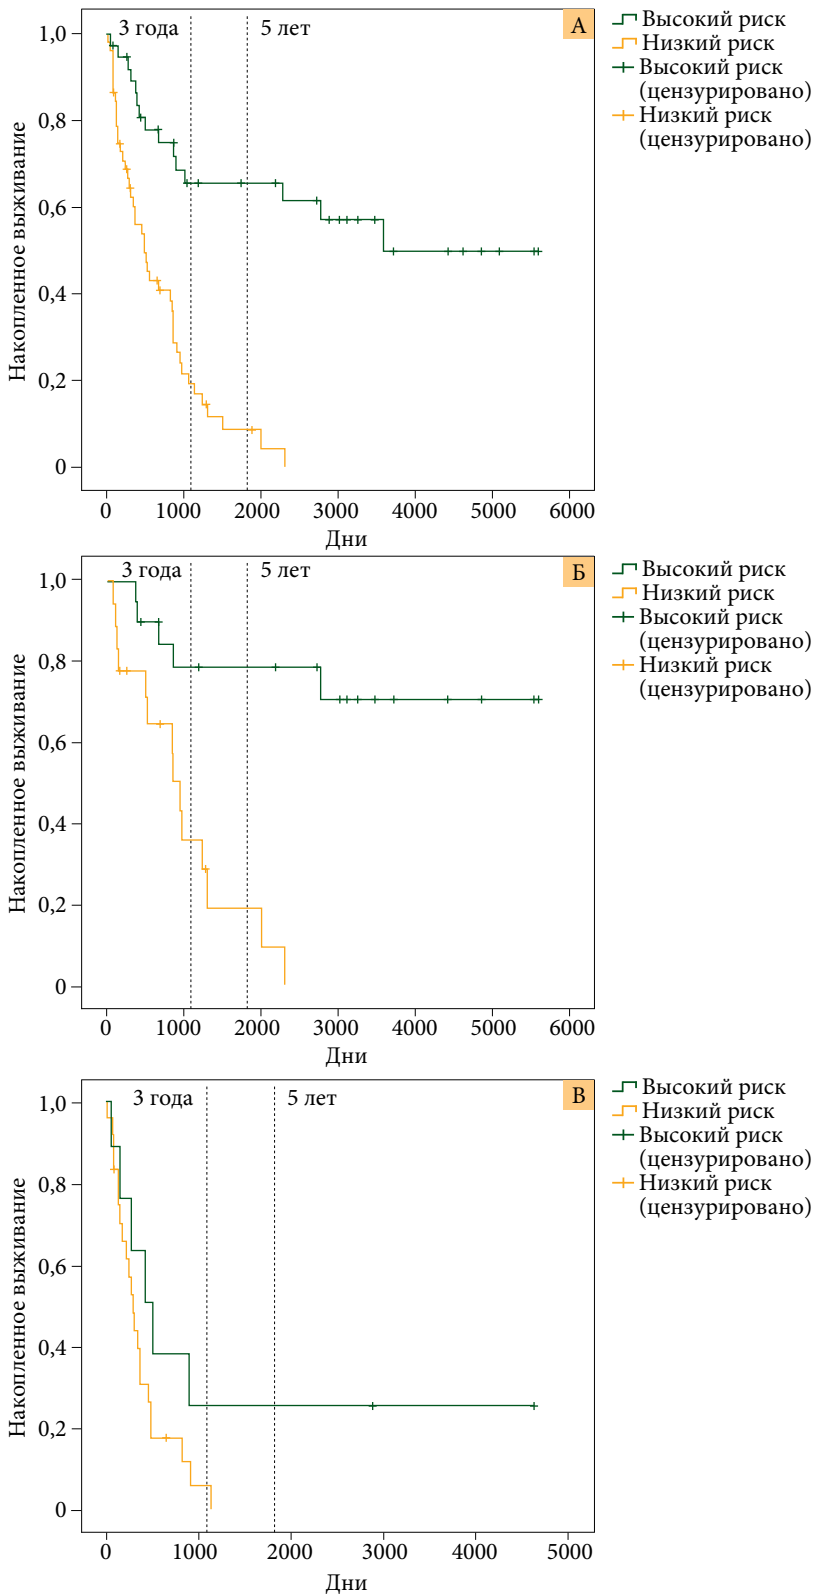 3 года
5 лет
А
Накопленное выживание
1,0
0,8
0,6
0,4
0,2
0
0
1000
2000
3000
4000
5000
6000
Дни
Высокий риск
Низкий риск
Высокий риск
(цензурировано)
Низкий риск
(цензурировано)
3 года
5 лет
Б
Накопленное выживание
1,0
0,8
0,6
0,4
0,2
0
0
1000
2000
3000
4000
5000
6000
Дни
Высокий риск
Низкий риск
Высокий риск
(цензурировано)
Низкий риск
(цензурировано)
3 года
5 лет
В
Накопленное выживание
1,0
0,8
0,6
0,4
0,2
0
0
1000
2000
3000
4000
5000
Дни
Высокий риск
Низкий риск
Высокий риск
(цензурировано)
Низкий риск
(цензурировано)